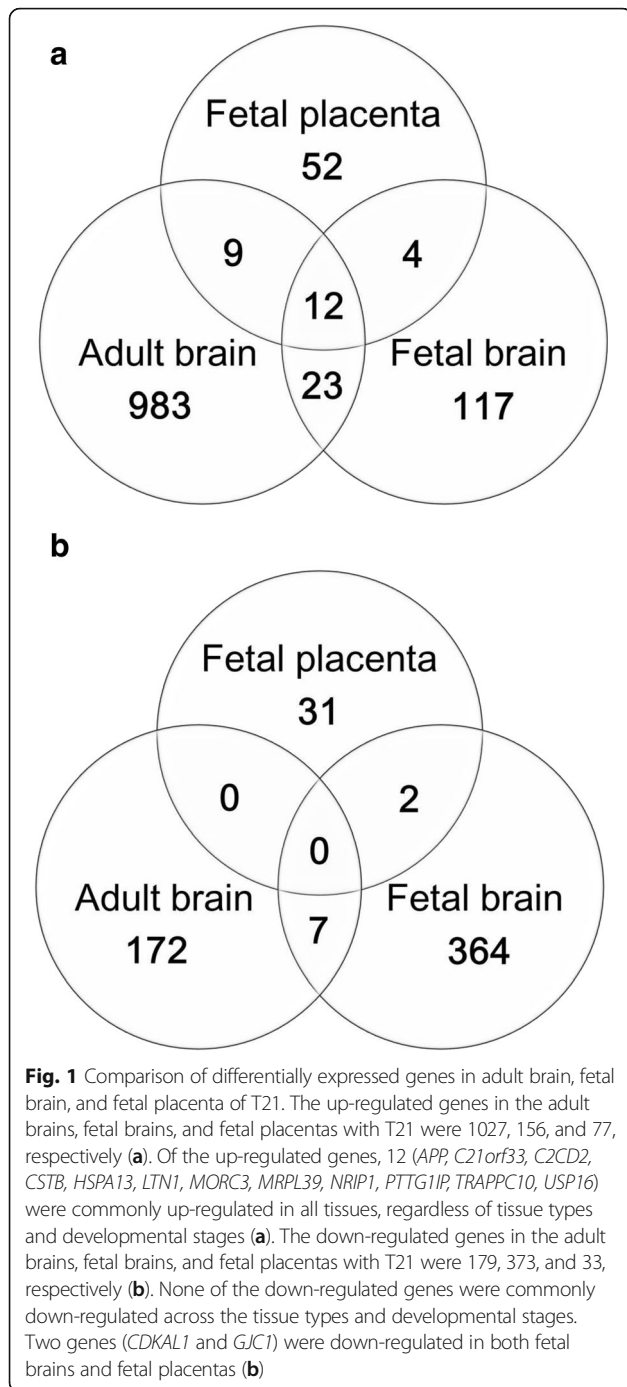 a
Fetal placenta
52
9
4
12
Adult brain
983
Fetal brain
117
23
b
Fetal placenta
31
0
2
0
Adult brain
172
Fetal brain
364
7
Fig. 1 Comparison of differentially expressed genes in adult brain, fetal
brain, and fetal placenta of T21. The up-regulated genes in the adult
brains, fetal brains, and fetal placentas with T21 were 1027, 156, and 77,
respectively (a). Of the up-regulated genes, 12 (APP, C21orf33, C2CD2,
CSTB, HSPA13, LTN1, MORC3, MRPL39, NRIP1, PTTG1IP, TRAPPC10, USP16)
were commonly up-regulated in all tissues, regardless of tissue types
and developmental stages (a). The down-regulated genes in the adult
brains, fetal brains, and fetal placentas with T21 were 179, 373, and 33,
respectively (b). None of the down-regulated genes were commonly
down-regulated across the tissue types and developmental stages.
Two genes (CDKAL1 and GJC1) were down-regulated in both fetal
brains and fetal placentas (b)